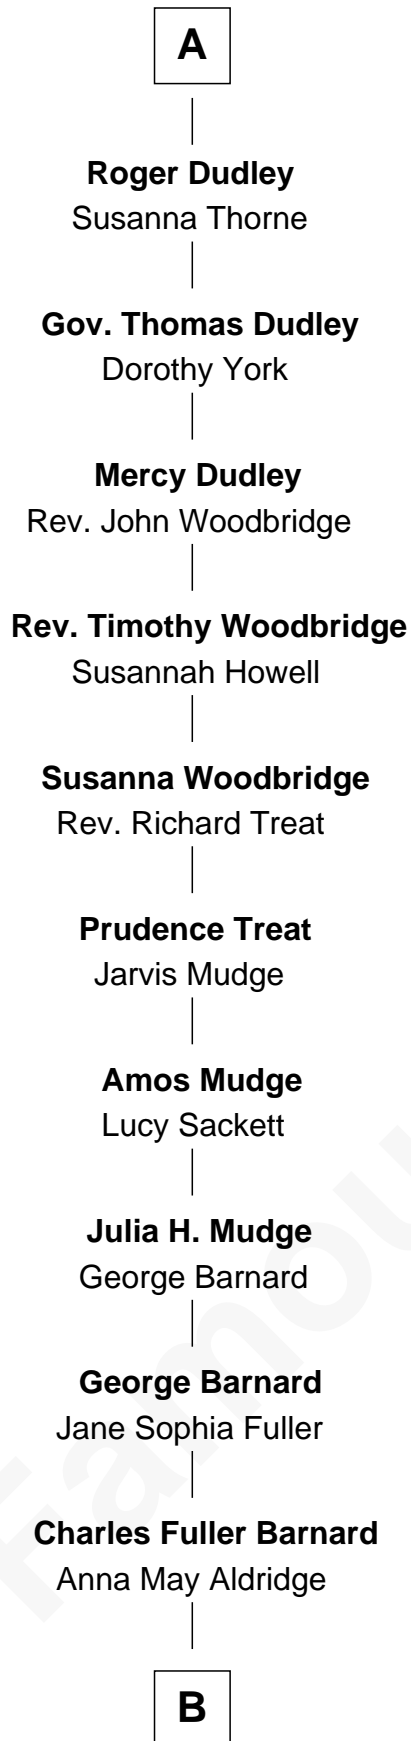 A
Roger Dudley
Susanna Thorne
Gov. Thomas Dudley
Dorothy York
Mercy Dudley
Rev. John Woodbridge
Rev. Timothy Woodbridge
Susannah Howell
Susanna Woodbridge
Rev. Richard Treat
Prudence Treat
Jarvis Mudge
Amos Mudge
Lucy Sackett
Julia H. Mudge
George Barnard
George Barnard
Jane Sophia Fuller
Charles Fuller Barnard
Anna May Aldridge
B
Famou